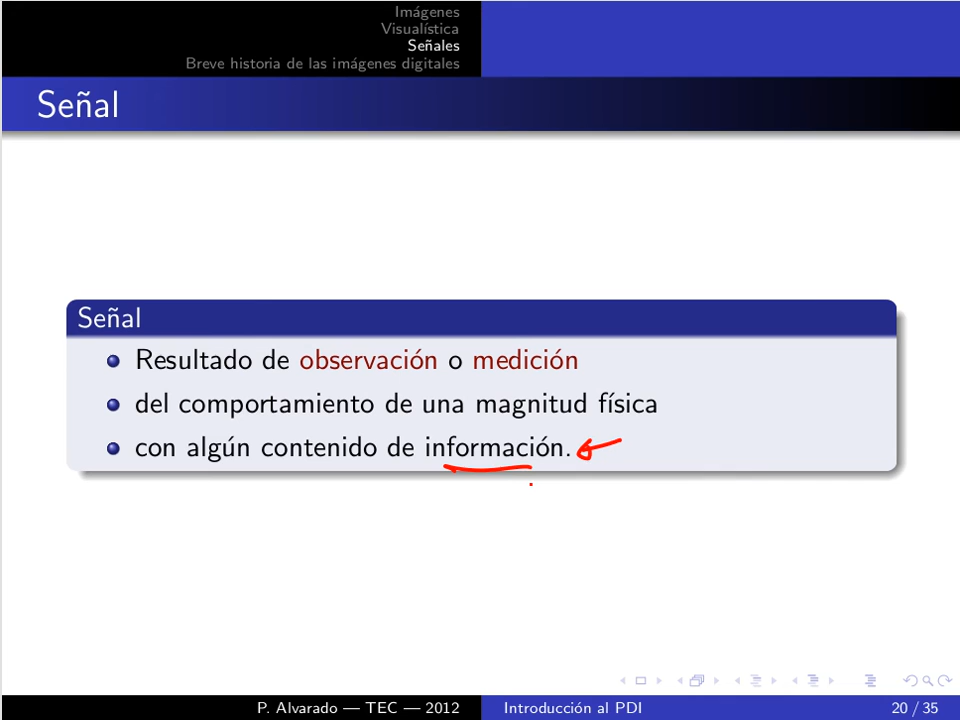 Imágenes
Visualística
Señales
Breve historia de las imágenes digitales
Señal
Señal
Resultado de observación o medición
del comportamiento de una magnitud física
con algún contenido de información.
P. Alvarado — TEC — 2012
Introducción al PDI
20 / 35